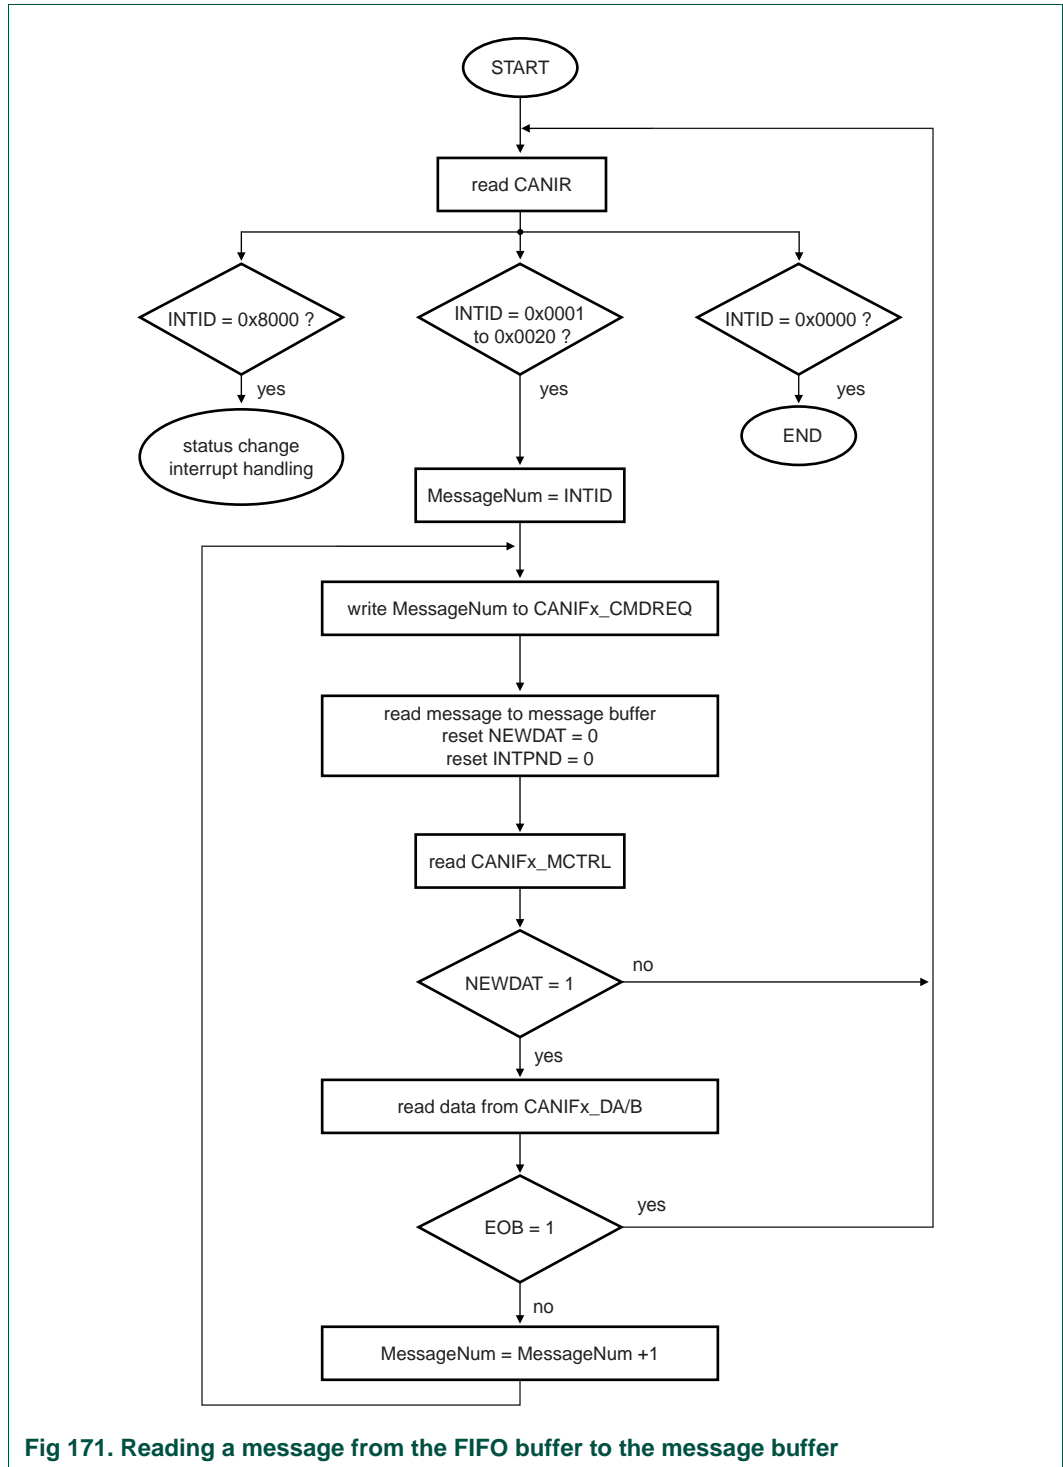 START
read CANIR
INTID = 0x8000 ?
INTID = 0x0001
to 0x0020 ?
INTID = 0x0000 ?
yes
yes
yes
status change
interrupt handling
END
MessageNum = INTID
write MessageNum to CANIFx_CMDREQ
read message to message buffer
reset NEWDAT = 0
reset INTPND = 0
read CANIFx_MCTRL
NEWDAT = 1
no
yes
read data from CANIFx_DA/B
EOB = 1
yes
no
MessageNum = MessageNum +1
Fig 171. Reading a message from the FIFO buffer to the message buffer